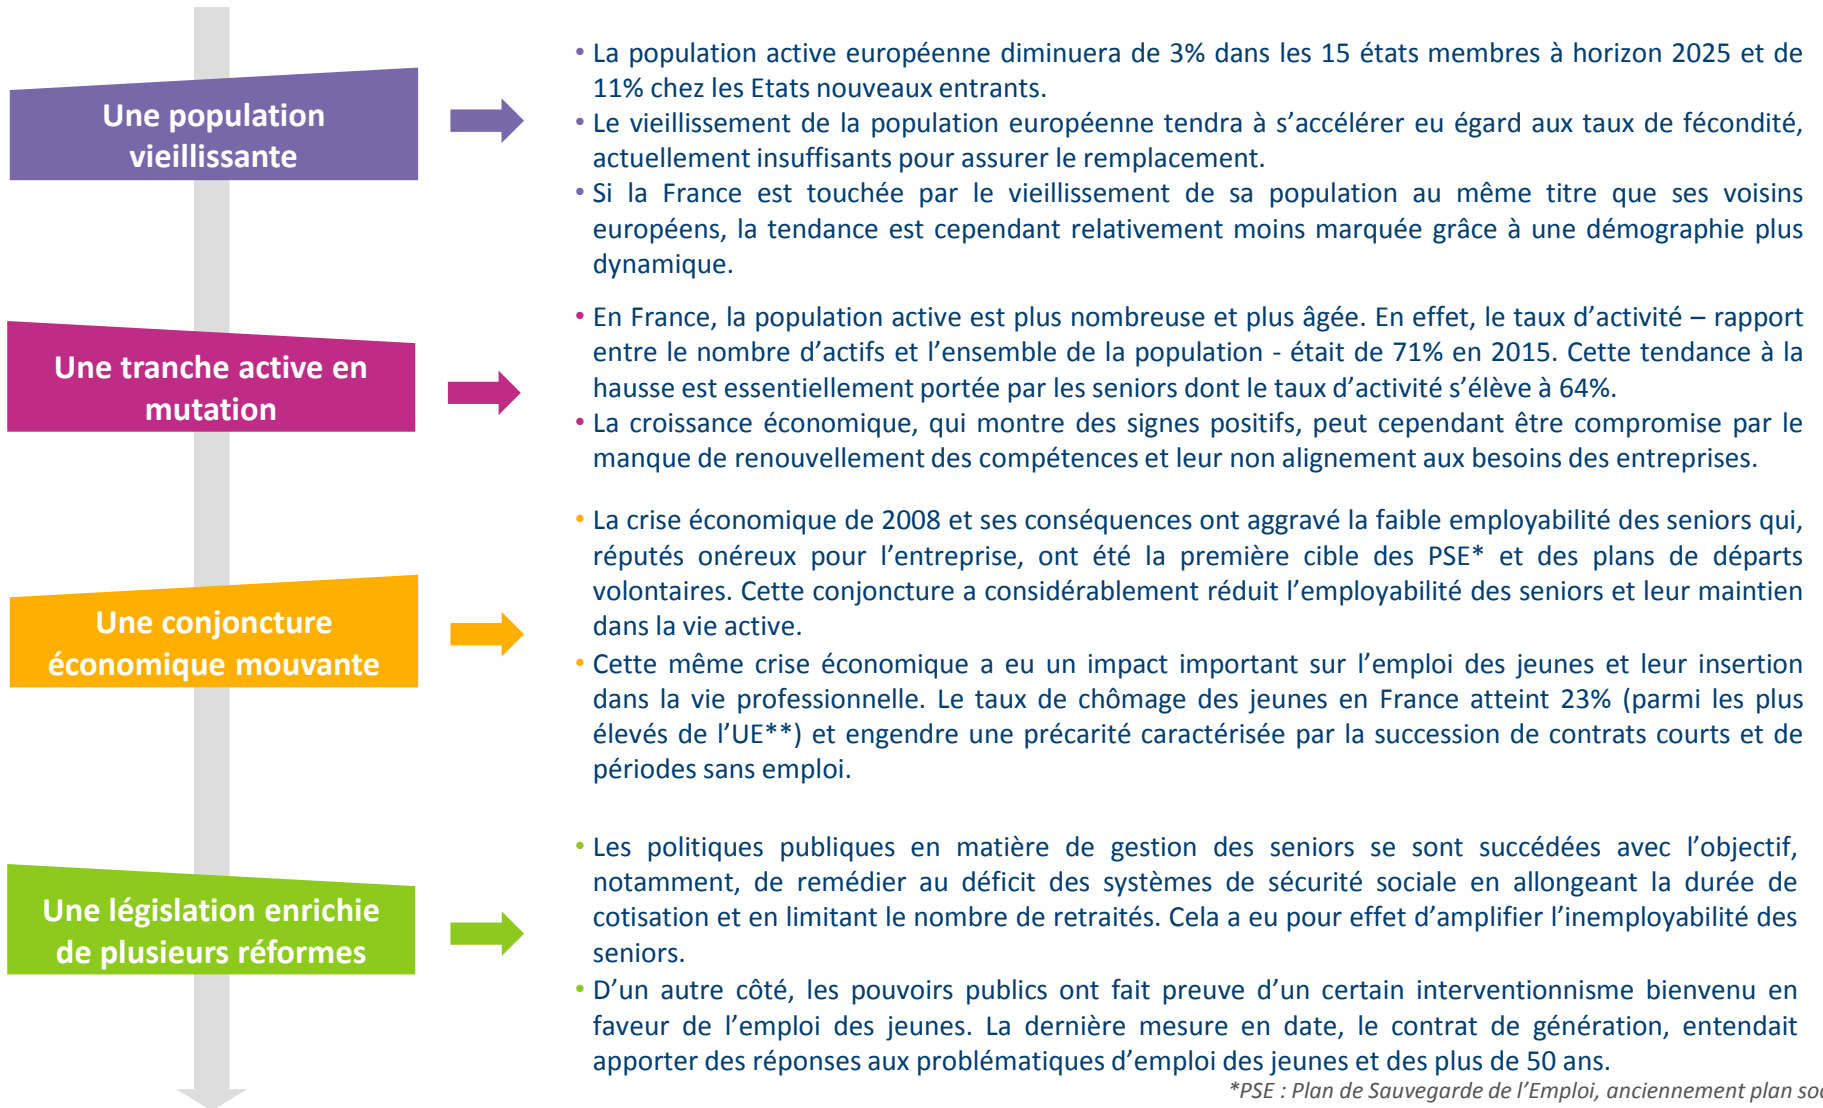 Une population
vieillissante
• La population active européenne diminuera de 3% dans les 15 états membres à horizon 2025 et de
11% chez les Etats nouveaux entrants.
• Le vieillissement de la population européenne tendra à s’accélérer eu égard aux taux de fécondité,
actuellement insuffisants pour assurer le remplacement.
• Si la France est touchée par le vieillissement de sa population au même titre que ses voisins
européens, la tendance est cependant relativement moins marquée grâce à une démographie plus
dynamique.
Une tranche active en
mutation
• En France, la population active est plus nombreuse et plus âgée. En effet, le taux d’activité – rapport
entre le nombre d’actifs et l’ensemble de la population - était de 71% en 2015. Cette tendance à la
hausse est essentiellement portée par les seniors dont le taux d’activité s’élève à 64%.
• La croissance économique, qui montre des signes positifs, peut cependant être compromise par le
manque de renouvellement des compétences et leur non alignement aux besoins des entreprises.
Une conjoncture
économique mouvante
• La crise économique de 2008 et ses conséquences ont aggravé la faible employabilité des seniors qui,
réputés onéreux pour l’entreprise, ont été la première cible des PSE* et des plans de départs
volontaires. Cette conjoncture a considérablement réduit l’employabilité des seniors et leur maintien
dans la vie active.
• Cette même crise économique a eu un impact important sur l’emploi des jeunes et leur insertion
dans la vie professionnelle. Le taux de chômage des jeunes en France atteint 23% (parmi les plus
élevés de l’UE**) et engendre une précarité caractérisée par la succession de contrats courts et de
périodes sans emploi.
Une législation enrichie
de plusieurs réformes
• Les politiques publiques en matière de gestion des seniors se sont succédées avec l’objectif,
notamment, de remédier au déficit des systèmes de sécurité sociale en allongeant la durée de
cotisation et en limitant le nombre de retraités. Cela a eu pour effet d’amplifier l’inemployabilité des
seniors.
• D’un autre côté, les pouvoirs publics ont fait preuve d’un certain interventionnisme bienvenu en
faveur de l’emploi des jeunes. La dernière mesure en date, le contrat de génération, entendait
apporter des réponses aux problématiques d’emploi des jeunes et des plus de 50 ans.
*PSE : Plan de Sauvegarde de l’Emploi, anciennement plan